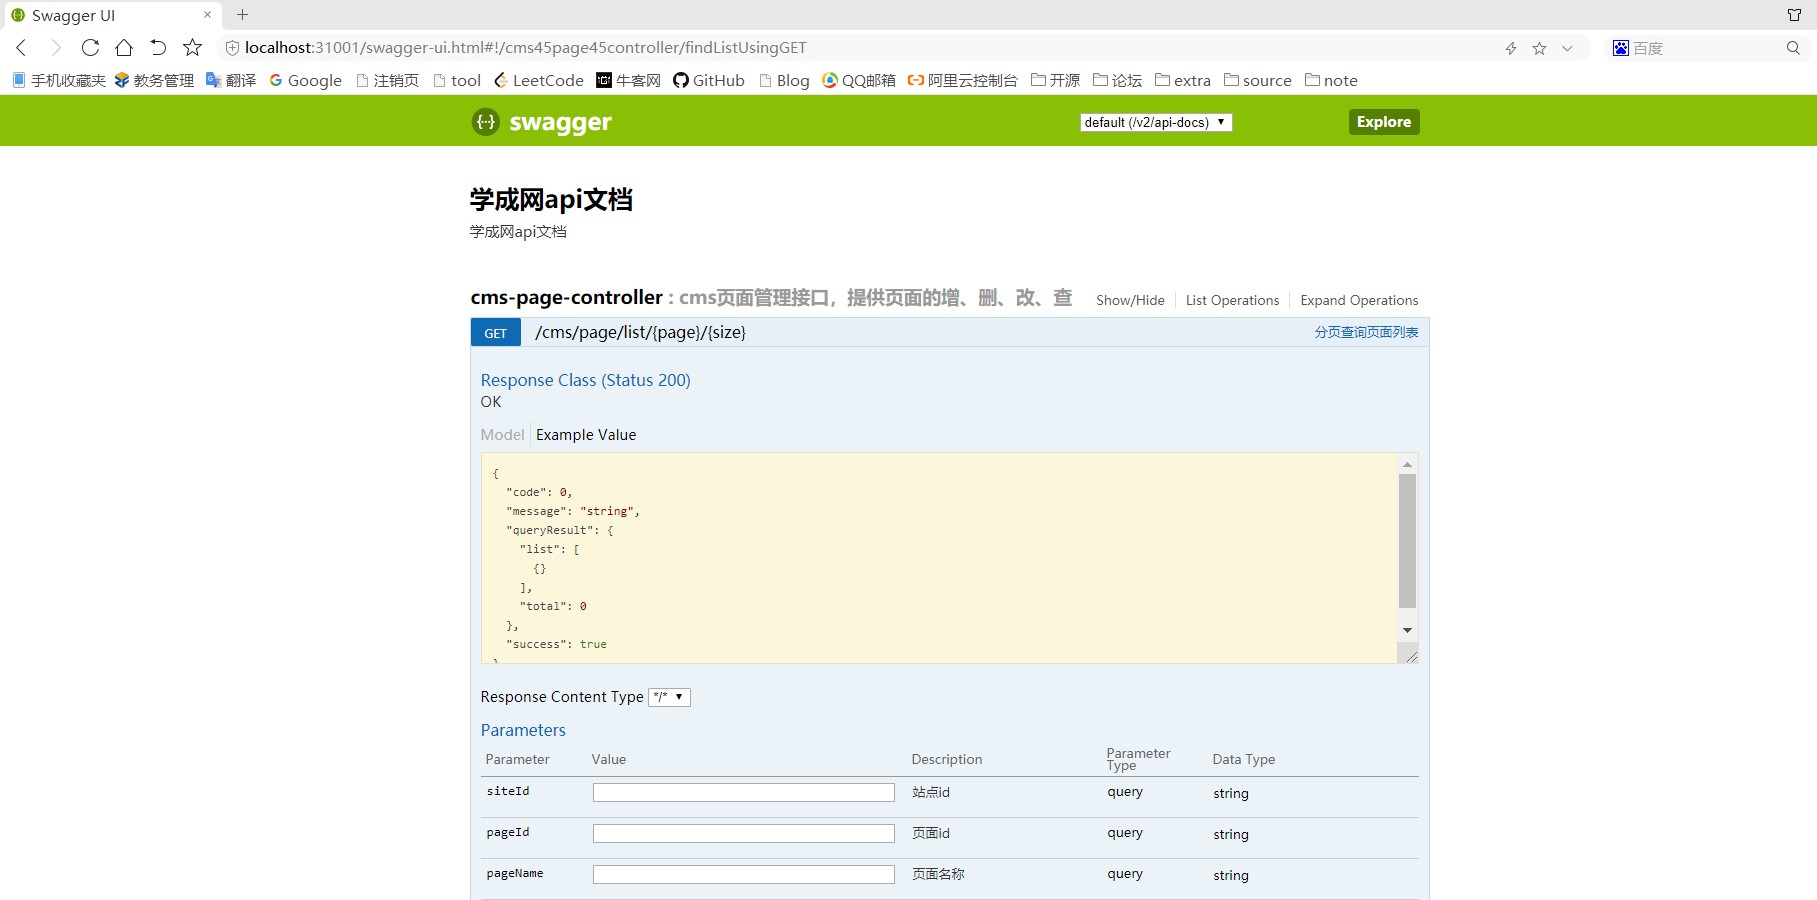 Swagger UI
localhost:31001/swagger-ui.html#!/cms45page45controller/findListUsingGET
百度
手机收藏夹 教务管理 翻译 Google 注销页 tool LeetCode 牛客网 GitHub Blog QQ邮箱 阿里云控制台 开源 论坛 extra source note
swagger default (/v2/api-docs) Explore
学成网api文档
学成网api文档
cms-page-controller : cms页面管理接口，提供页面的增、删、改、查 Show/Hide List Operations Expand Operations
GET /cms/page/list/{page}/{size} 分页查询页面列表
Response Class (Status 200)
OK
Model Example Value
{
"code": 0,
"message": "string",
"queryResult": {
"list": [
{}
],
"total": 0
},
"success": true
}
Response Content Type */*
Parameters
Parameter Value Description Parameter Type Data Type
siteId 站点id query string
pageId 页面id query string
pageName 页面名称 query string